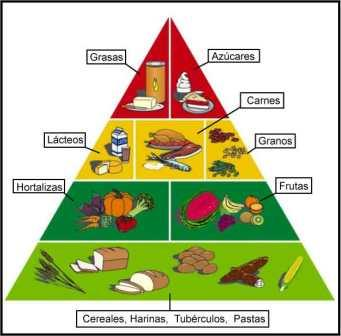 Grasas
Azúcares
Carnes
Lácteos
Granos
Hortalizas
Frutas
Cereales, Harinas, Tubérculos, Pastas